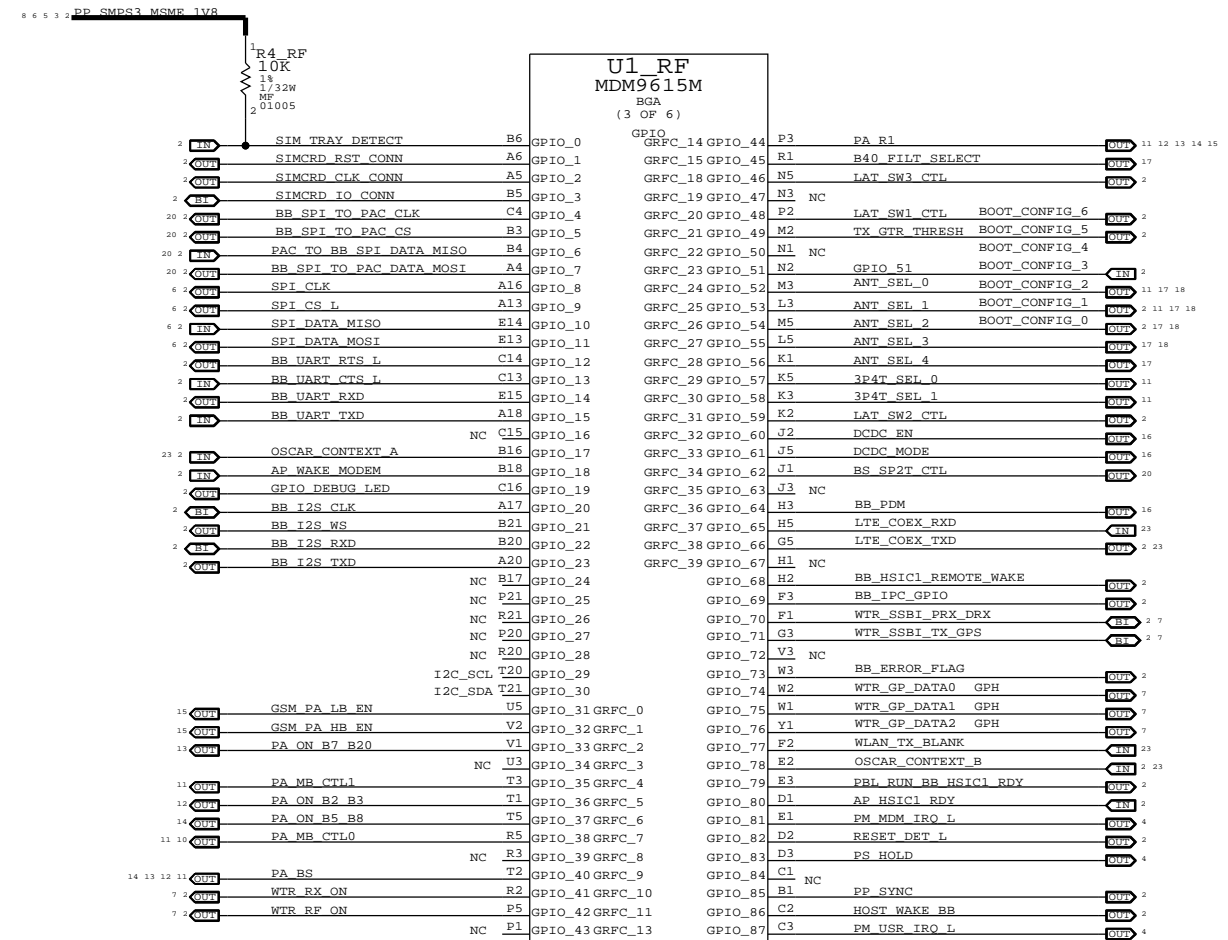 8 6 5 3 2 PP_SMPS3_MSME_1V8
1 R4_RF
10K
1%
1/32W
MF
01005
2
U1_RF
MDM9615M
BGA
(3 OF 6)
GPIO
2 IN SIM_TRAY_DETECT B6 GPIO_0 GRFC_14 GPIO_44 P3 PA_R1 OUT 11 12 13 14 15
2 OUT SIMCRD_RST_CONN A6 GPIO_1 GRFC_15 GPIO_45 R1 B40_FILT_SELECT OUT 17
2 OUT SIMCRD_CLK_CONN A5 GPIO_2 GRFC_18 GPIO_46 N5 LAT_SW3_CTL OUT 2
2 BI SIMCRD_IO_CONN B5 GPIO_3 GRFC_19 GPIO_47 N3 NC
20 2 OUT BB_SPI_TO_PAC_CLK C4 GPIO_4 GRFC_20 GPIO_48 P2 LAT_SW1_CTL BOOT_CONFIG_6 OUT 2
20 2 OUT BB_SPI_TO_PAC_CS B3 GPIO_5 GRFC_21 GPIO_49 M2 TX_GTR_THRESH BOOT_CONFIG_5 OUT 2
20 2 IN PAC_TO_BB_SPI_DATA_MISO B4 GPIO_6 GRFC_22 GPIO_50 N1 NC BOOT_CONFIG_4
20 2 OUT BB_SPI_TO_PAC_DATA_MOSI A4 GPIO_7 GRFC_23 GPIO_51 N2 GPIO_51 BOOT_CONFIG_3 IN 2
6 2 OUT SPI_CLK A16 GPIO_8 GRFC_24 GPIO_52 M3 ANT_SEL_0 BOOT_CONFIG_2 OUT 11 17 18
6 2 OUT SPI_CS_L A13 GPIO_9 GRFC_25 GPIO_53 L3 ANT_SEL_1 BOOT_CONFIG_1 OUT 2 11 17 18
6 2 IN SPI_DATA_MISO E14 GPIO_10 GRFC_26 GPIO_54 M5 ANT_SEL_2 BOOT_CONFIG_0 OUT 2 17 18
6 2 OUT SPI_DATA_MOSI E13 GPIO_11 GRFC_27 GPIO_55 L5 ANT_SEL_3 OUT 17 18
2 OUT BB_UART_RTS_L C14 GPIO_12 GRFC_28 GPIO_56 K1 ANT_SEL_4 OUT 17
2 IN BB_UART_CTS_L C13 GPIO_13 GRFC_29 GPIO_57 K5 3P4T_SEL_0 OUT 11
2 OUT BB_UART_RXD E15 GPIO_14 GRFC_30 GPIO_58 K3 3P4T_SEL_1 OUT 11
2 IN BB_UART_TXD A18 GPIO_15 GRFC_31 GPIO_59 K2 LAT_SW2_CTL OUT 2
NC C15 GPIO_16 GRFC_32 GPIO_60 J2 DCDC_EN OUT 16
23 2 IN OSCAR_CONTEXT_A B16 GPIO_17 GRFC_33 GPIO_61 J5 DCDC_MODE OUT 16
2 IN AP_WAKE_MODEM B18 GPIO_18 GRFC_34 GPIO_62 J1 BS_SP2T_CTL OUT 20
2 OUT GPIO_DEBUG_LED C16 GPIO_19 GRFC_35 GPIO_63 J3 NC
2 BI BB_I2S_CLK A17 GPIO_20 GRFC_36 GPIO_64 H3 BB_PDM OUT 16
2 OUT BB_I2S_WS B21 GPIO_21 GRFC_37 GPIO_65 H5 LTE_COEX_RXD IN 23
2 BI BB_I2S_RXD B20 GPIO_22 GRFC_38 GPIO_66 G5 LTE_COEX_TXD OUT 2 23
2 OUT BB_I2S_TXD A20 GPIO_23 GRFC_39 GPIO_67 H1 NC
NC B17 GPIO_24 GPIO_68 H2 BB_HSIC1_REMOTE_WAKE OUT 2
NC P21 GPIO_25 GPIO_69 F3 BB_IPC_GPIO OUT 2
NC R21 GPIO_26 GPIO_70 F1 WTR_SSBI_PRX_DRX BI 2 7
NC P20 GPIO_27 GPIO_71 G3 WTR_SSBI_TX_GPS BI 2 7
NC R20 GPIO_28 GPIO_72 V3 NC
I2C_SCL T20 GPIO_29 GPIO_73 W3 BB_ERROR_FLAG OUT 2
I2C_SDA T21 GPIO_30 GPIO_74 W2 WTR_GP_DATA0 GPH OUT 7
15 OUT GSM_PA_LB_EN U5 GPIO_31 GRFC_0 GPIO_75 W1 WTR_GP_DATA1 GPH OUT 7
15 OUT GSM_PA_HB_EN V2 GPIO_32 GRFC_1 GPIO_76 Y1 WTR_GP_DATA2 GPH OUT 7
13 OUT PA_ON_B7_B20 V1 GPIO_33 GRFC_2 GPIO_77 F2 WLAN_TX_BLANK IN 23
NC U3 GPIO_34 GRFC_3 GPIO_78 E2 OSCAR_CONTEXT_B IN 2 23
11 OUT PA_MB_CTL1 T3 GPIO_35 GRFC_4 GPIO_79 E3 PBL_RUN_BB_HSIC1_RDY OUT 2
12 OUT PA_ON_B2_B3 T1 GPIO_36 GRFC_5 GPIO_80 D1 AP_HSIC1_RDY IN 2
14 OUT PA_ON_B5_B8 T5 GPIO_37 GRFC_6 GPIO_81 E1 PM_MDM_IRQ_L OUT 4
11 10 OUT PA_MB_CTL0 R5 GPIO_38 GRFC_7 GPIO_82 D2 RESET_DET_L OUT 2
NC R3 GPIO_39 GRFC_8 GPIO_83 D3 PS_HOLD OUT 4
14 13 12 11 OUT PA_BS T2 GPIO_40 GRFC_9 GPIO_84 C1 NC
7 2 OUT WTR_RX_ON R2 GPIO_41 GRFC_10 GPIO_85 B1 PP_SYNC OUT 2
7 2 OUT WTR_RF_ON P5 GPIO_42 GRFC_11 GPIO_86 C2 HOST_WAKE_BB OUT 2
NC P1 GPIO_43 GRFC_13 GPIO_87 C3 PM_USR_IRQ_L OUT 4